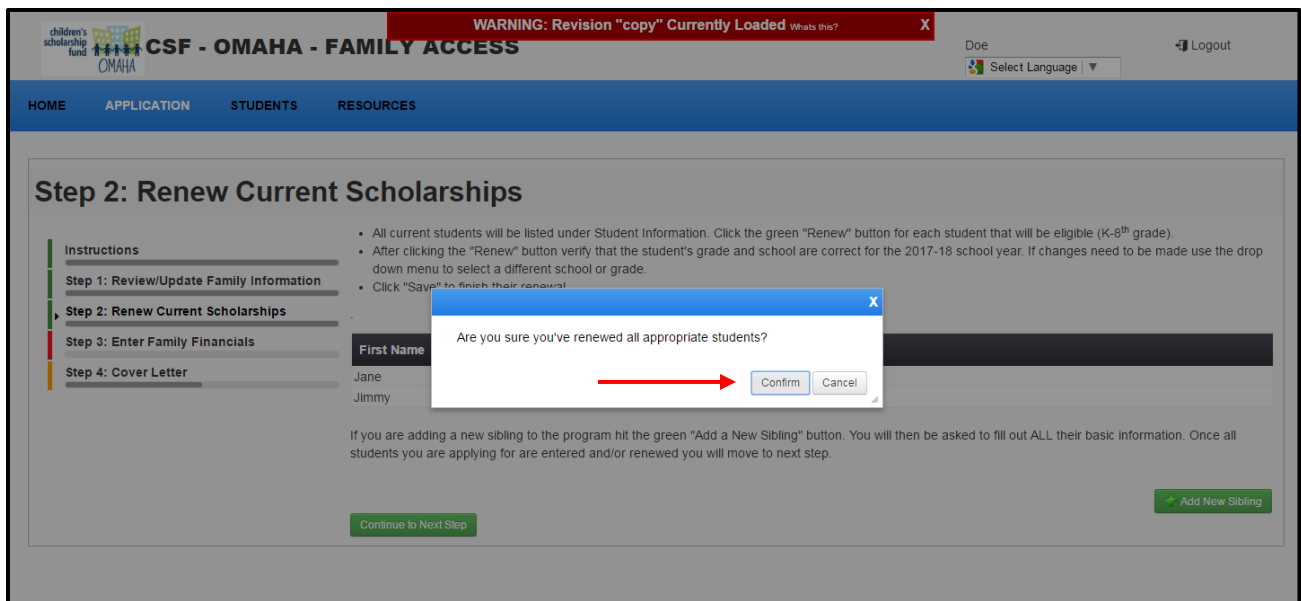 WARNING: Revision "copy" Currently Loaded Whats this? X
children's
scholarship
fund
OMAHA
CSF - OMAHA - FAMILY ACCESS
Doe
Logout
Select Language ▼
HOME APPLICATION STUDENTS RESOURCES
Step 2: Renew Current Scholarships
Instructions
Step 1: Review/Update Family Information
Step 2: Renew Current Scholarships
Step 3: Enter Family Financials
Step 4: Cover Letter
• All current students will be listed under Student Information. Click the green "Renew" button for each student that will be eligible (K-8th grade).
• After clicking the "Renew" button verify that the student's grade and school are correct for the 2017-18 school year. If changes need to be made use the drop
down menu to select a different school or grade.
• Click "Save" to finish their renewal
.
X
Are you sure you've renewed all appropriate students?
Confirm Cancel
First Name
Jane
Jimmy
If you are adding a new sibling to the program hit the green "Add a New Sibling" button. You will then be asked to fill out ALL their basic information. Once all
students you are applying for are entered and/or renewed you will move to next step.
Add New Sibling
Continue to Next Step